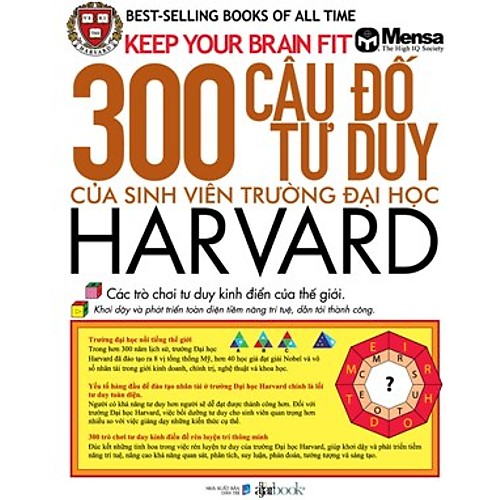 BEST-SELLING BOOKS OF ALL TIME
HARVARD
KEEP YOUR BRAIN FIT
Mensa
The High IQ Society
300 CÂU ĐỐ
TƯ DUY
CỦA SINH VIÊN TRƯỜNG ĐẠI HỌC
HARVARD
Các trò chơi tư duy kinh điển của thế giới.
Khơi dậy và phát triển toàn diện tiềm năng trí tuệ, dẫn tới thành công.
Trường đại học nổi tiếng thế giới
Trong hơn 300 năm lịch sử, trường Đại học
Harvard đã đào tạo ra 8 vị tổng thống Mỹ, hơn 40 học giả đạt giải Nobel và vô
số nhân tài trong giới kinh doanh, chính trị, nghệ thuật và khoa học.
A B C
Yếu tố hàng đầu để đào tạo nhân tài ở trường Đại học Harvard chính là lối
tư duy toàn diện.
Người có khả năng tư duy hơn người sẽ dễ đạt được thành công hơn. Đối với
trường Đại học Harvard, việc bồi dưỡng tư duy cho sinh viên quan trọng hơn
nhiều so với việc giảng dạy những kiến thức cụ thể.
300 trò chơi tư duy kinh điển để rèn luyện trí thông minh
Đúc kết những tinh hoa trong việc rèn luyện tư duy của trường Đại học Harvard, giúp khơi dậy và phát triển tiềm
năng trí tuệ, nâng cao khả năng quan sát, phân tích, suy luận, phán đoán, tưởng tượng và sáng tạo.
?
NHÀ XUẤT BẢN
DÂN TRÍ